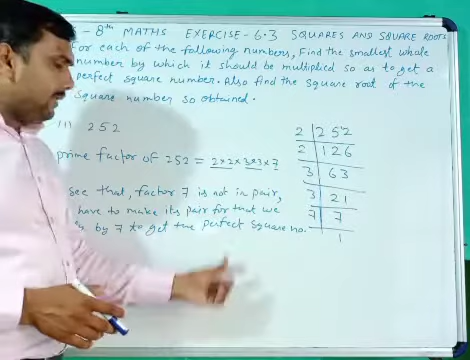 - 8th MATHS EXERCISE - 6.3 SQUARES AND SQUARE ROOTS
For each of the following numbers, Find the smallest whole
number by which it should be multiplied so as to get a
perfect square number. Also find the square root of the
square number so obtained.
252
prime factor of 252 = 2×2×3×3×7
see that, factor 7 is not in pair,
have to make its pair for that we
by 7 to get the perfect square no.
2 | 252
2 | 126
3 | 63
3 | 21
7 | 7
1